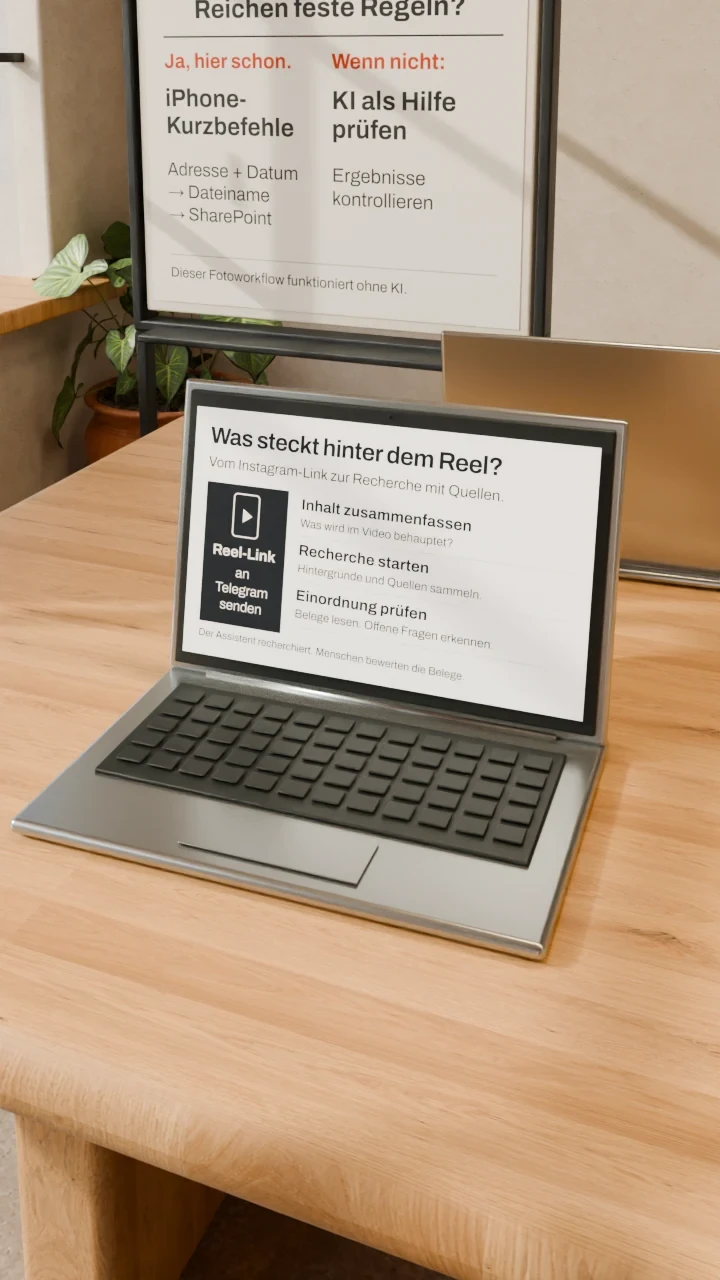 Reichen feste Regeln?
Ja, hier schon.
iPhone-
Kurzbefehle
Adresse + Datum
→ Dateiname
→ SharePoint
Wenn nicht:
KI als Hilfe
prüfen
Ergebnisse
kontrollieren
Dieser Fotoworkflow funktioniert ohne KI.
Was steckt hinter dem Reel?
Vom Instagram-Link zur Recherche mit Quellen.
Reel-Link
an
Telegram
senden
Inhalt zusammenfassen
Was wird im Video behauptet?
Recherche starten
Hintergründe und Quellen sammeln.
Einordnung prüfen
Belege lesen. Offene Fragen erkennen.
Der Assistent recherchiert. Menschen bewerten die Belege.